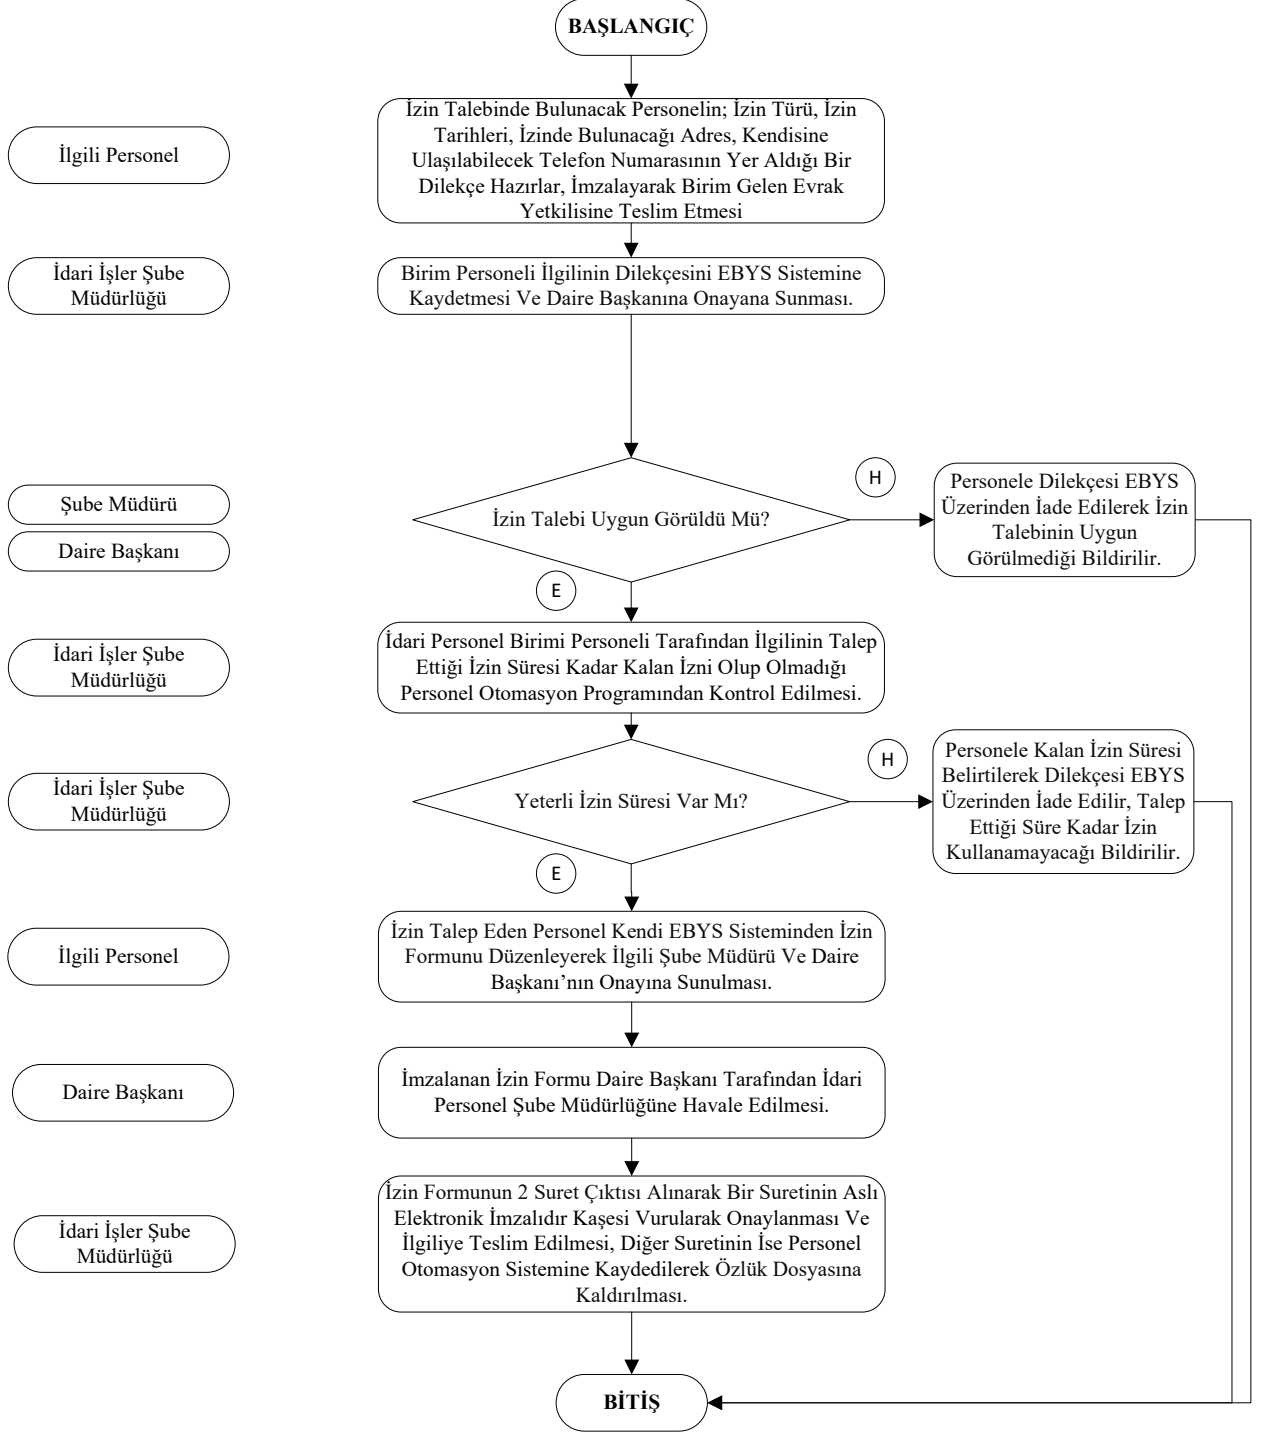 BAŞLANGIÇ
İlgili Personel
İzin Talebinde Bulunacak Personelin; İzin Türü, İzin
Tarihleri, İzinde Bulunacağı Adres, Kendisine
Ulaşılabilecek Telefon Numarasının Yer Aldığı Bir
Dilekçe Hazırlar, İmzalayarak Birim Gelen Evrak
Yetkilisine Teslim Etmesi
İdari İşler Şube
Müdürlüğü
Birim Personeli İlgilinin Dilekçesini EBYS Sistemine
Kaydetmesi Ve Daire Başkanına Onayana Sunması.
Şube Müdürü
Daire Başkanı
İzin Talebi Uygun Görüldü Mü?
H
Personele Dilekçesi EBYS
Üzerinden İade Edilerek İzin
Talebinin Uygun
Görülmediği Bildirilir.
E
İdari İşler Şube
Müdürlüğü
İdari Personel Birimi Personeli Tarafından İlgilinin Talep
Ettiği İzin Süresi Kadar Kalan İzni Olup Olmadığı
Personel Otomasyon Programından Kontrol Edilmesi.
İdari İşler Şube
Müdürlüğü
Yeterli İzin Süresi Var Mı?
H
Personele Kalan İzin Süresi
Belirtilerek Dilekçesi EBYS
Üzerinden İade Edilir, Talep
Ettiği Süre Kadar İzin
Kullanamayacağı Bildirilir.
E
İlgili Personel
İzin Talep Eden Personel Kendi EBYS Sisteminden İzin
Formunu Düzenleyerek İlgili Şube Müdürü Ve Daire
Başkanı’nın Onayına Sunulması.
Daire Başkanı
İmzalanan İzin Formu Daire Başkanı Tarafından İdari
Personel Şube Müdürlüğüne Havale Edilmesi.
İdari İşler Şube
Müdürlüğü
İzin Formunun 2 Suret Çıktısı Alınarak Bir Suretinin Aslı
Elektronik İmzalıdır Kaşesi Vurularak Onaylanması Ve
İlgiliye Teslim Edilmesi, Diğer Suretinin İse Personel
Otomasyon Sistemine Kaydedilerek Özlük Dosyasına
Kaldırılması.
BİTİŞ